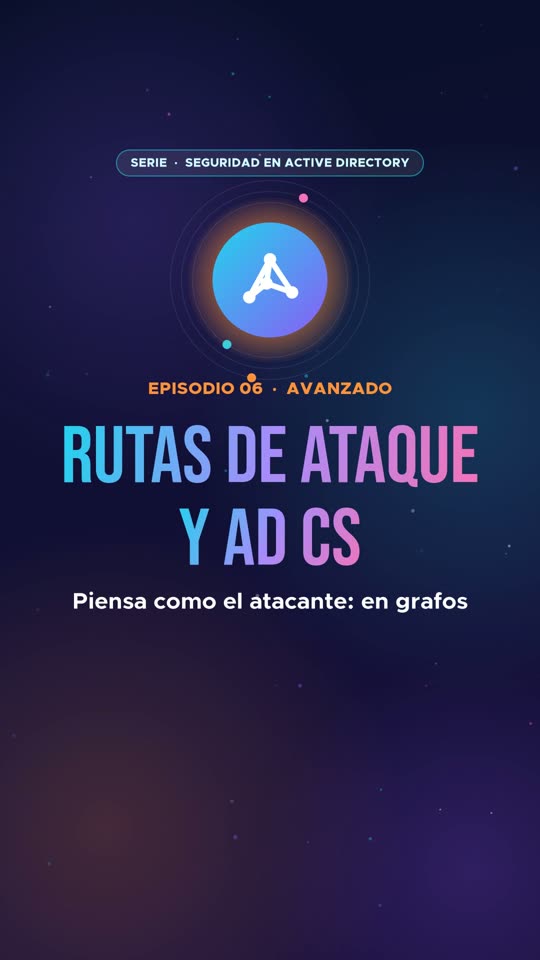 SERIE · SEGURIDAD EN ACTIVE DIRECTORY
EPISODIO 06 · AVANZADO
RUTAS DE ATAQUE
Y AD CS
Piensa como el atacante: en grafos